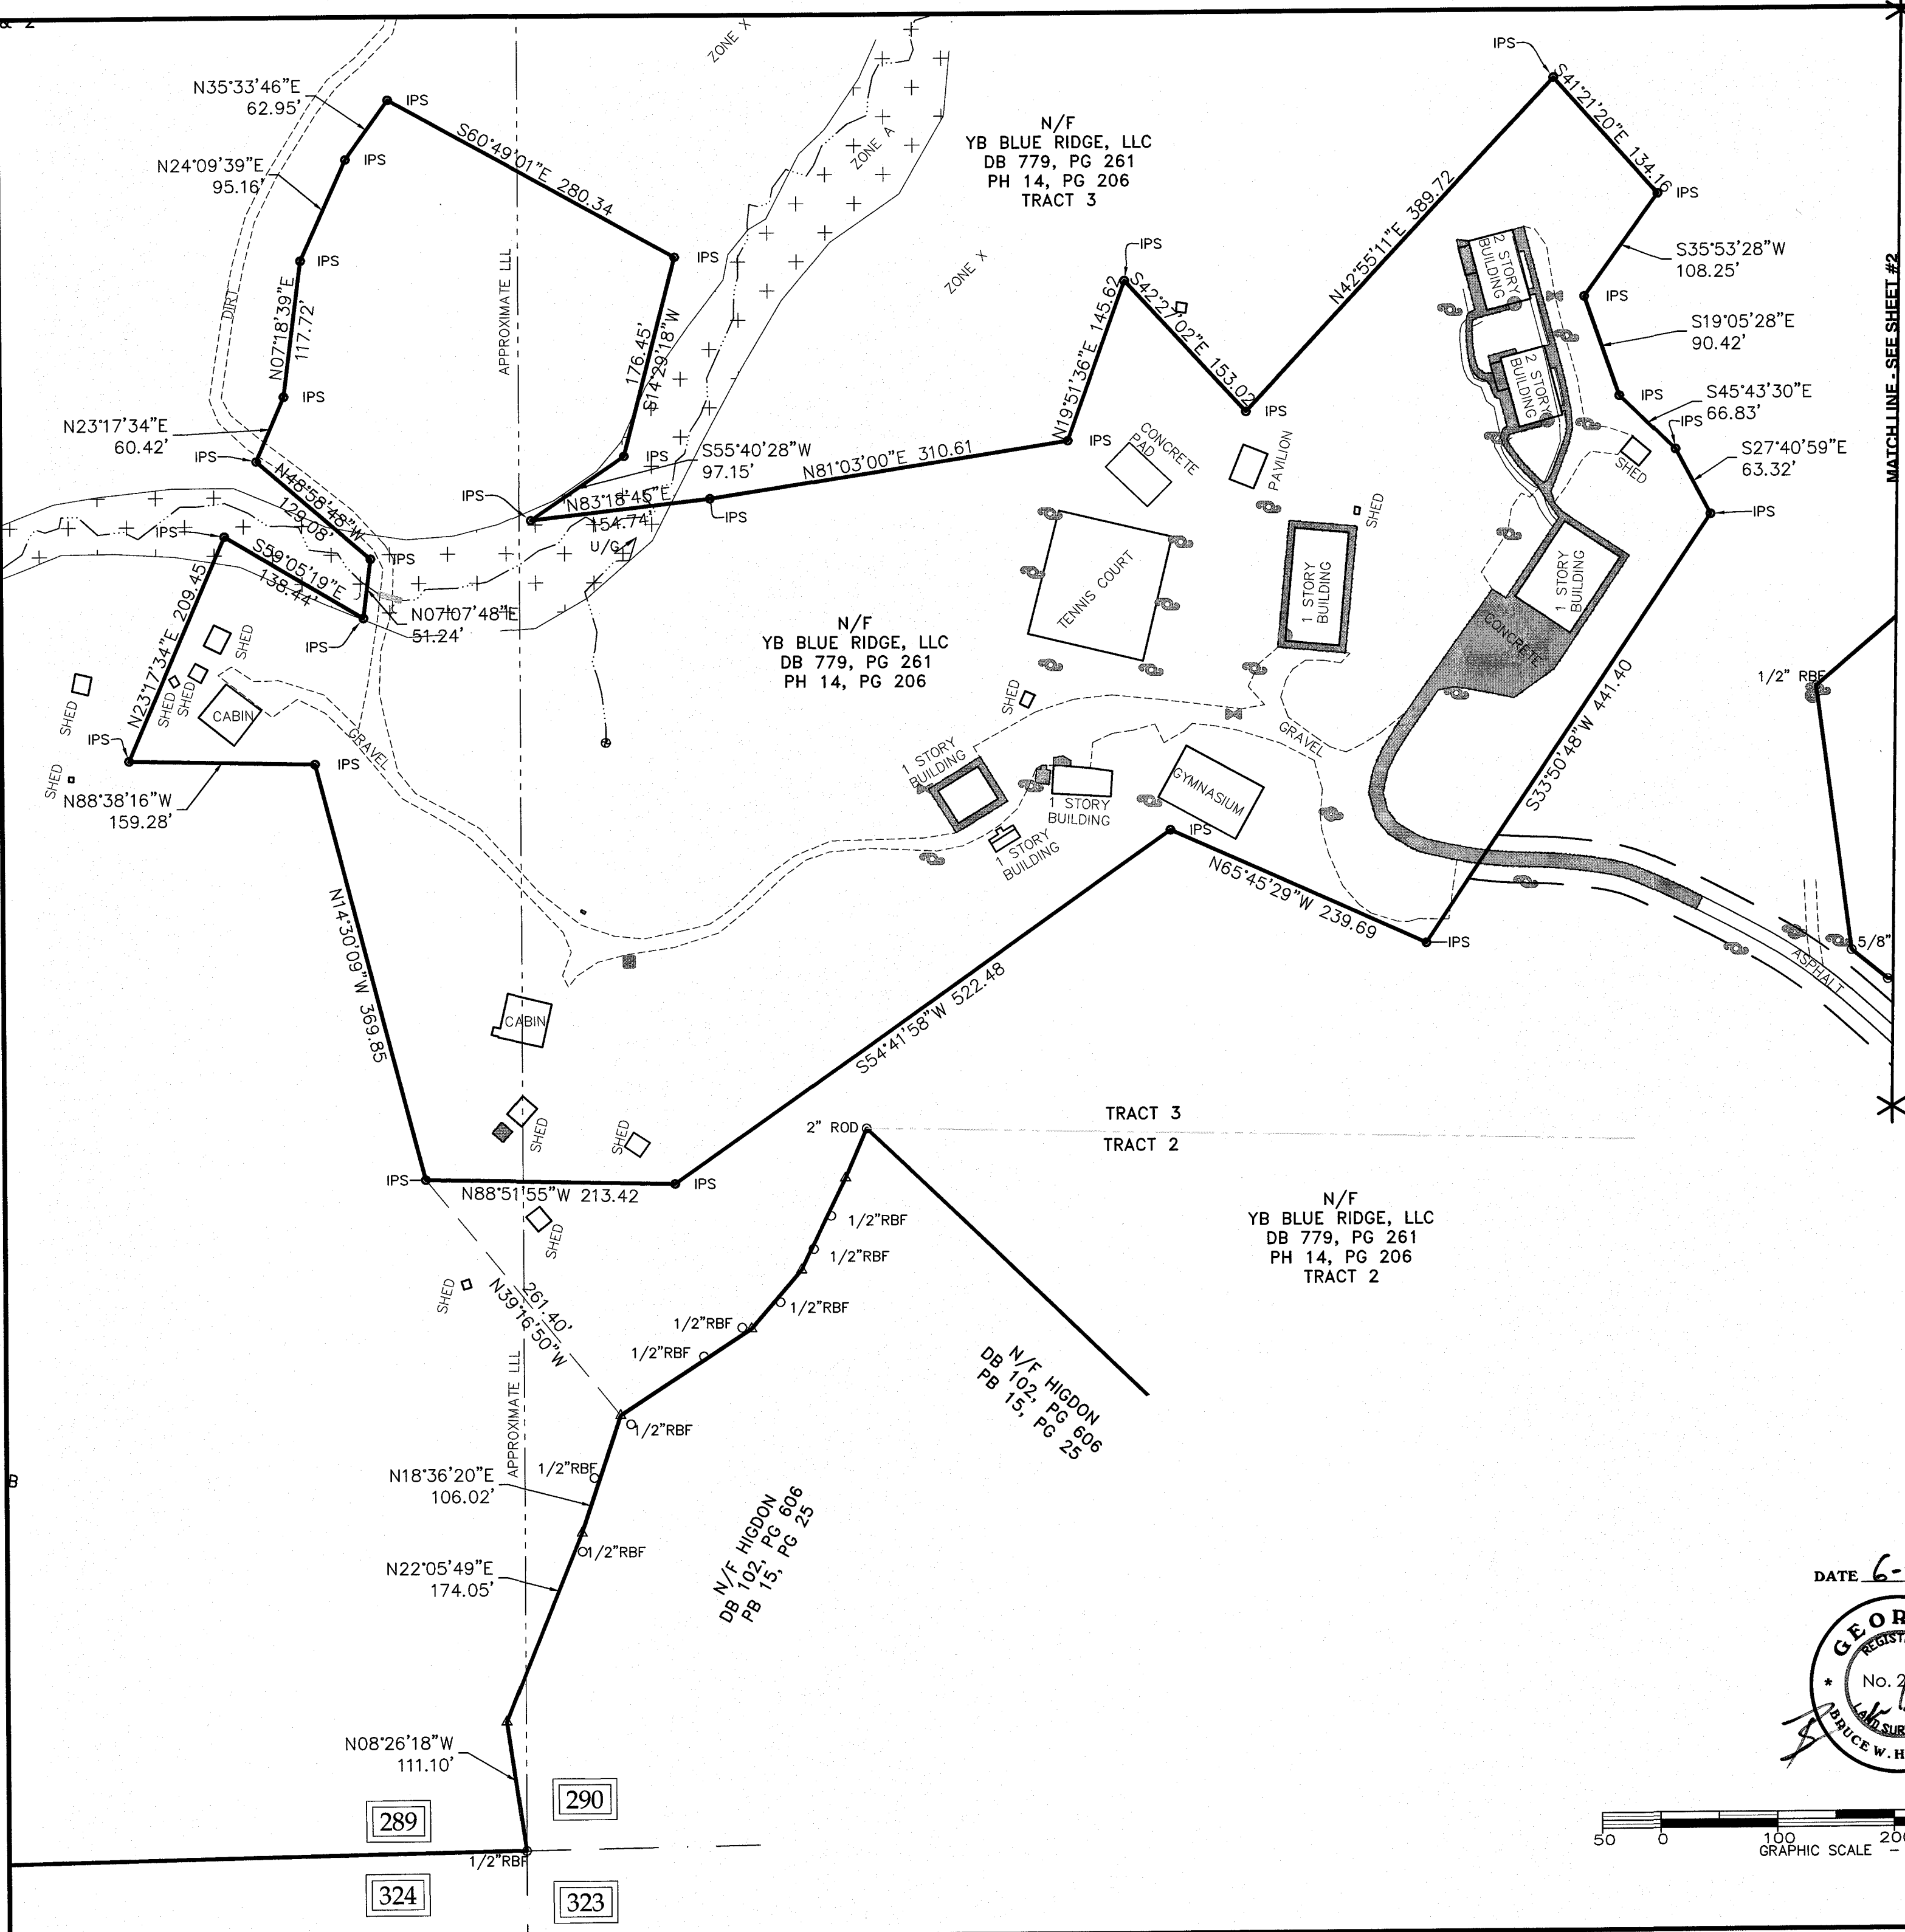 & 2
ZONE X
IPS
N35°33'46"E
62.95'
IPS
S60°49'01"E 280.34
S41°21'20"E 134.16
ZONE A
N/F
YB BLUE RIDGE, LLC
DB 779, PG 261
PH 14, PG 206
TRACT 3
N24°09'39"E
95.16'
IPS
IPS
N42°55'11"E 389.72
S35°53'28"W
108.25'
2 STORY
BUILDING
MATCH LINE - SEE SHEET #2
IPS
IPS
IPS
ZONE X
DIRT
N07°18'39"E
117.72'
APPROXIMATE LLL
176.45'
S14°29'18"W
N19°51'36"E 145.62
S42°27'02"E 153.02
IPS
S19°05'28"E
90.42'
2 STORY
BUILDING
IPS
IPS
IPS
S45°43'30"E
66.83'
IPS
N23°17'34"E
60.42'
IPS
IPS
S55°40'28"W
97.15'
N81°03'00"E 310.61
IPS
CONCRETE
PAD
PAVILION
SHED
S27°40'59"E
63.32'
N48°58'48"W
129.08'
IPS
N83°18'45"E
154.74'
IPS
SHED
IPS
IPS
S59°05'19"E
138.44'
IPS
U/G
TENNIS COURT
1 STORY
BUILDING
1 STORY
BUILDING
N07°07'48"E
51.24'
IPS
N23°17'34"E 209.45
SHED
SHED
SHED
SHED
CABIN
N/F
YB BLUE RIDGE, LLC
DB 779, PG 261
PH 14, PG 206
CONCRETE
1/2" RBF
SHED
S33°50'48"W 441.40
IPS
IPS
GRAVEL
GRAVEL
SHED
N88°38'16"W
159.28'
1 STORY
BUILDING
1 STORY
BUILDING
1 STORY
BUILDING
GYMNASIUM
IPS
N65°45'29"W 239.69
IPS
N14°30'09"W 369.85
5/8"
ASPHALT
S54°41'58"W 522.48
CABIN
SHED
SHED
2" ROD
TRACT 3
TRACT 2
IPS
N88°51'55"W 213.42
IPS
SHED
SHED
1/2"RBF
1/2"RBF
1/2"RBF
1/2"RBF
1/2"RBF
N/F
YB BLUE RIDGE, LLC
DB 779, PG 261
PH 14, PG 206
TRACT 2
261.40'
N39°16'50"W
APPROXIMATE LLL
N/F HIGDON
DB 102, PG 606
PB 15, PG 25
1/2"RBF
1/2"RBF
B
N18°36'20"E
106.02'
1/2"RBF
N/F HIGDON
DB 102, PG 606
PB 15, PG 25
N22°05'49"E
174.05'
DATE 6-
GEOR
REGIST
No. 2
LAND SUR
BRUCE W. H
*
N08°26'18"W
111.10'
289
290
1/2"RBF
324
323
50 0 100 200
GRAPHIC SCALE -